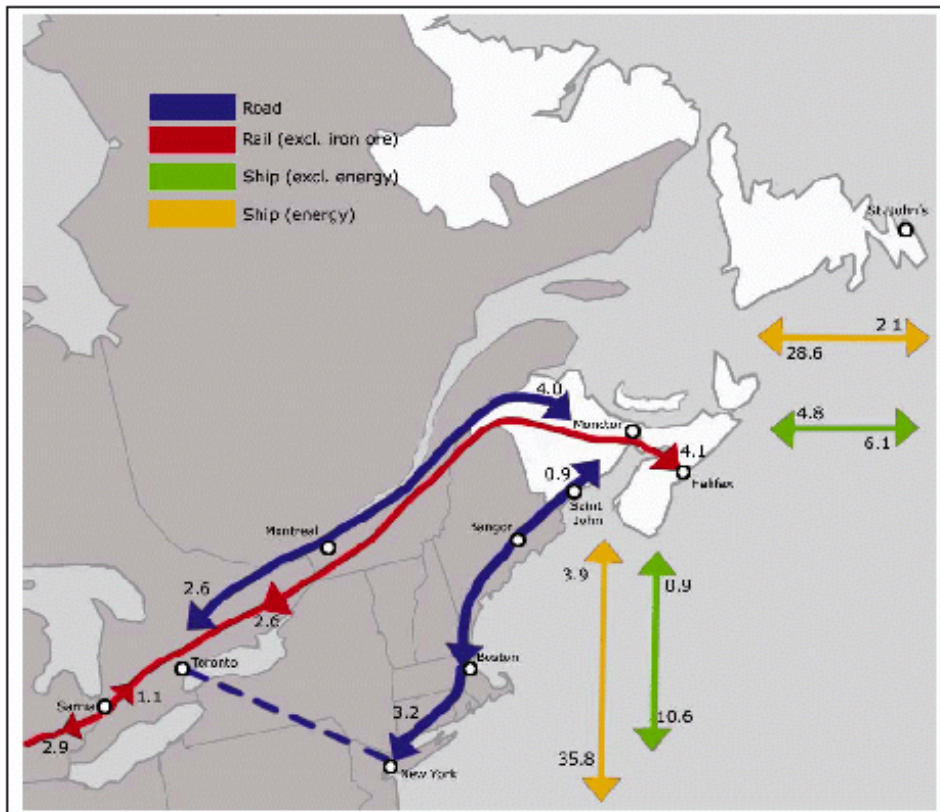 Road
Rail (excl. iron ore)
Ship (excl. energy)
Ship (energy)
St. John's
2 1
28.6
4.0
4.8
6.1
Moncton
4.1
Halifax
0.9
Saint
John
Montreal
Bangor
2.6
3.9
0.9
2.6
Toronto
Boston
1.1
Sarnia
3.2
10.6
2.9
35.8
New York